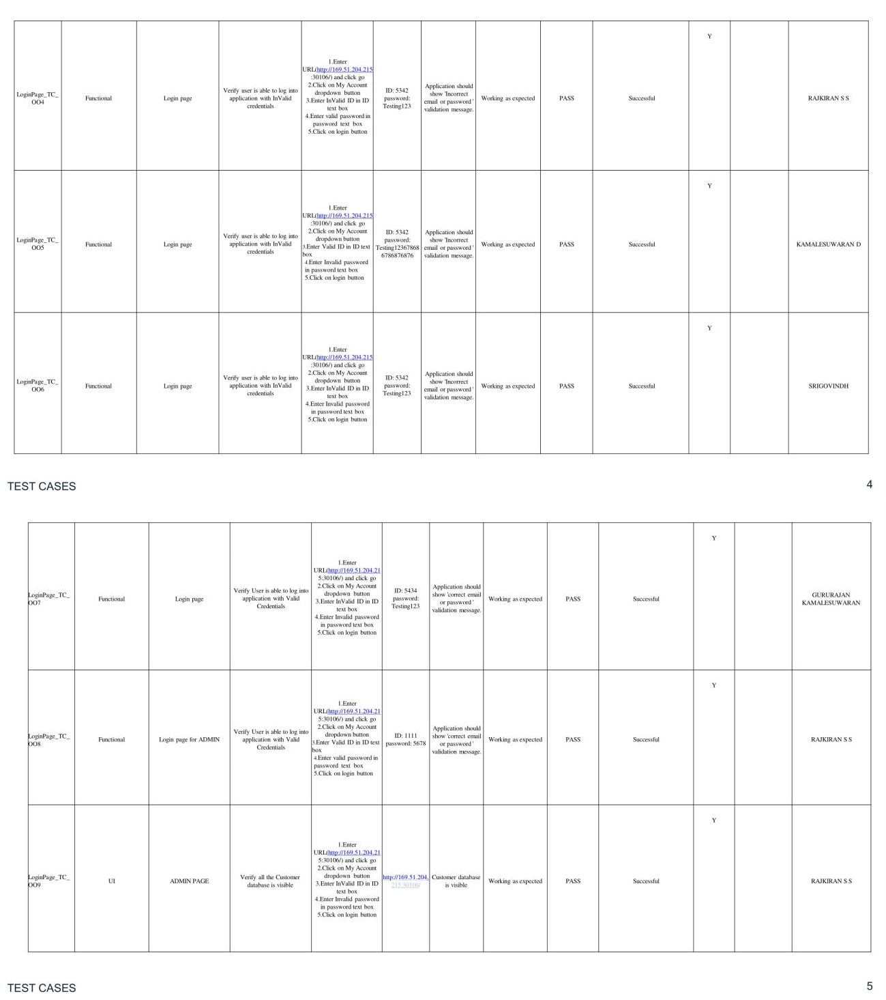 LoginPage_TC_
OO4
Functional
Login page
Verify user is able to log into
application with InValid
credentials
1.Enter
URL(http://169.51.204.215
:30106/) and click go
2.Click on My Account
dropdown button
3.Enter InValid ID in ID
text box
4.Enter valid password in
password text box
5.Click on login button
ID: 5342
password:
Testing123
Application should
show 'Incorrect
email or password '
validation message.
Working as expected
PASS
Successful
Y
RAJKIRAN S S
LoginPage_TC_
OO5
Functional
Login page
Verify user is able to log into
application with InValid
credentials
1.Enter
URL(http://169.51.204.215
:30106/) and click go
2.Click on My Account
dropdown button
3.Enter Valid ID in ID text
box
4.Enter Invalid password
in password text box
5.Click on login button
ID: 5342
password:
Testing12367868
6786876876
Application should
show 'Incorrect
email or password '
validation message.
Working as expected
PASS
Successful
Y
KAMALESUWARAN D
LoginPage_TC_
OO6
Functional
Login page
Verify user is able to log into
application with InValid
credentials
1.Enter
URL(http://169.51.204.215
:30106/) and click go
2.Click on My Account
dropdown button
3.Enter InValid ID in ID
text box
4.Enter Invalid password
in password text box
5.Click on login button
ID: 5342
password:
Testing123
Application should
show 'Incorrect
email or password '
validation message.
Working as expected
PASS
Successful
Y
SRIGOVINDH
TEST CASES
4
LoginPage_TC_
OO7
Functional
Login page
Verify User is able to log into
application with Valid
Credentials
1.Enter
URL(http://169.51.204.21
5:30106/) and click go
2.Click on My Account
dropdown button
3.Enter InValid ID in ID
text box
4.Enter Invalid password
in password text box
5.Click on login button
ID: 5434
password:
Testing123
Application should
show 'correct email
or password '
validation message.
Working as expected
PASS
Successful
Y
GURURAJAN
KAMALESUWARAN
LoginPage_TC_
OO8
Functional
Login page for ADMIN
Verify User is able to log into
application with Valid
Credentials
1.Enter
URL(http://169.51.204.21
5:30106/) and click go
2.Click on My Account
dropdown button
3.Enter Valid ID in ID text
box
4.Enter valid password in
password text box
5.Click on login button
ID: 1111
password: 5678
Application should
show 'correct email
or password '
validation message.
Working as expected
PASS
Successful
Y
RAJKIRAN S S
LoginPage_TC_
OO9
UI
ADMIN PAGE
Verify all the Customer
database is visible
1.Enter
URL(http://169.51.204.21
5:30106/) and click go
2.Click on My Account
dropdown button
3.Enter InValid ID in ID
text box
4.Enter Invalid password
in password text box
5.Click on login button
http://169.51.204.
215:30106/
Customer database
is visible
Working as expected
PASS
Successful
Y
RAJKIRAN S S
TEST CASES
5